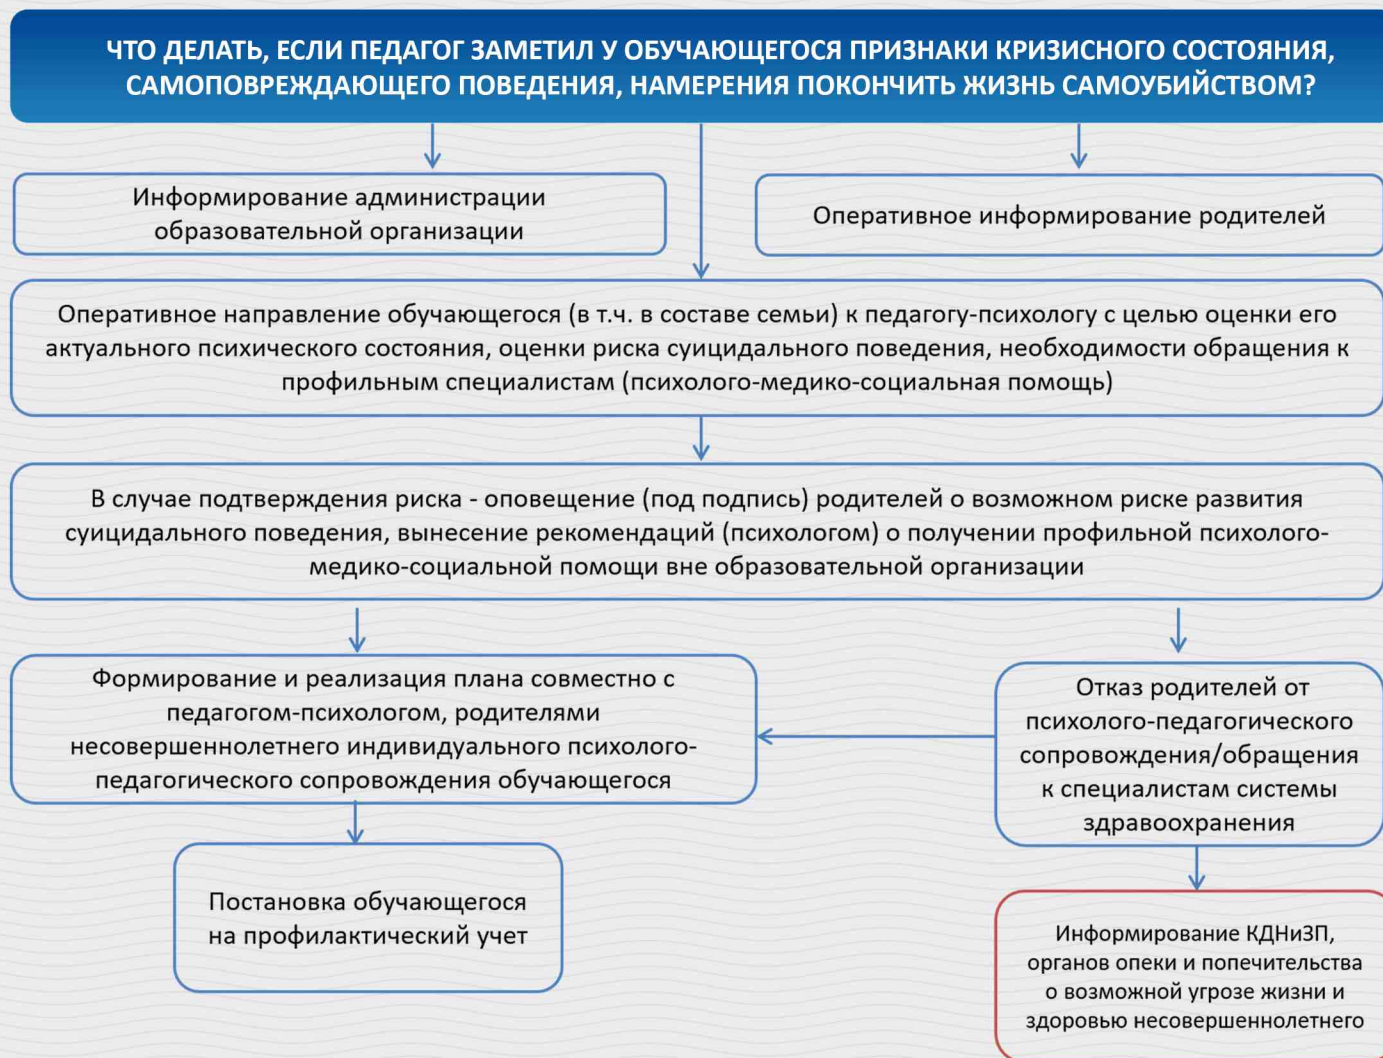 ЧТО ДЕЛАТЬ, ЕСЛИ ПЕДАГОГ ЗАМЕТИЛ У ОБУЧАЮЩЕГОСЯ ПРИЗНАКИ КРИЗИСНОГО СОСТОЯНИЯ,
САМОПОВРЕЖДАЮЩЕГО ПОВЕДЕНИЯ, НАМЕРЕНИЯ ПОКОНЧИТЬ ЖИЗНЬ САМОУБИЙСТВОМ?
Информирование администрации
образовательной организации
Оперативное информирование родителей
Оперативное направление обучающегося (в т.ч. в составе семьи) к педагогу-психологу с целью оценки его
актуального психического состояния, оценки риска суицидального поведения, необходимости обращения к
профильным специалистам (психолого-медико-социальная помощь)
В случае подтверждения риска - оповещение (под подпись) родителей о возможном риске развития
суицидального поведения, вынесение рекомендаций (психологом) о получении профильной психолого-
медико-социальной помощи вне образовательной организации
Формирование и реализация плана совместно с
педагогом-психологом, родителями
несовершеннолетнего индивидуального психолого-
педагогического сопровождения обучающегося
Отказ родителей от
психолого-педагогического
сопровождения/обращения
к специалистам системы
здравоохранения
Постановка обучающегося
на профилактический учет
Информирование КДНиЗП,
органов опеки и попечительства
о возможной угрозе жизни и
здоровью несовершеннолетнего